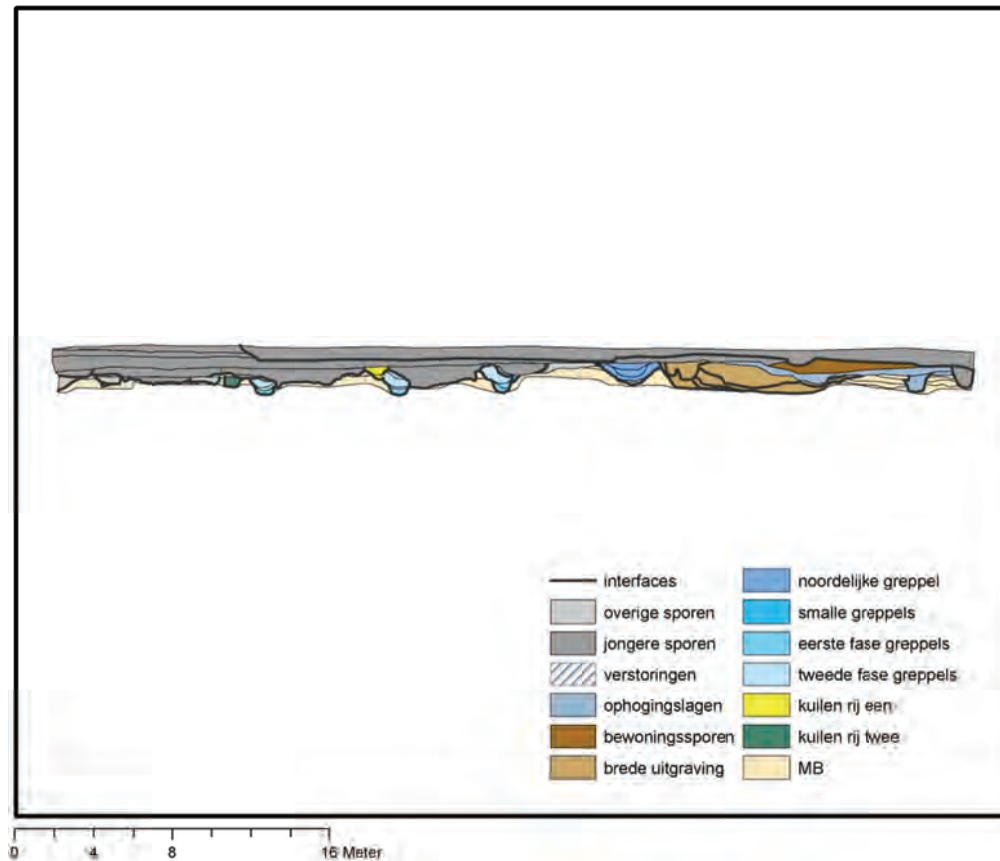 interfaces
overige sporen
jongere sporen
verstoringen
ophogingslagen
bewoningssporen
brede uitgraving
noordelijke greppel
smalle greppels
eerste fase greppels
tweede fase greppels
kuilen rij een
kuilen rij twee
MB
0 4 8 16 Meter